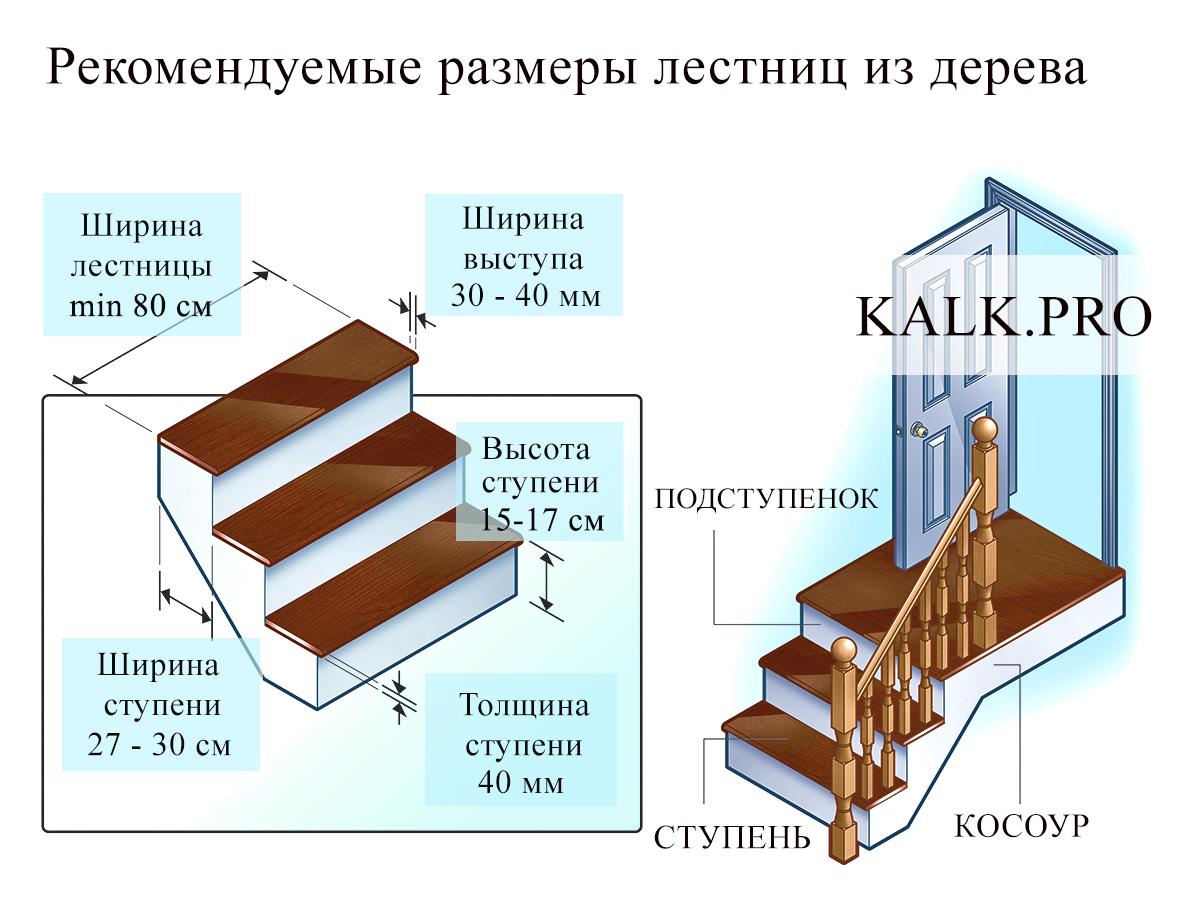 Рекомендуемые размеры лестниц из дерева
Ширина
лестницы
min 80 см
Ширина
выступа
30 - 40 мм
KALK.PRO
Высота
ступени
15-17 см
ПОДСТУПЕНОК
Ширина
ступени
27 - 30 см
Толщина
ступени
40 мм
СТУПЕНЬ
КОСОУР